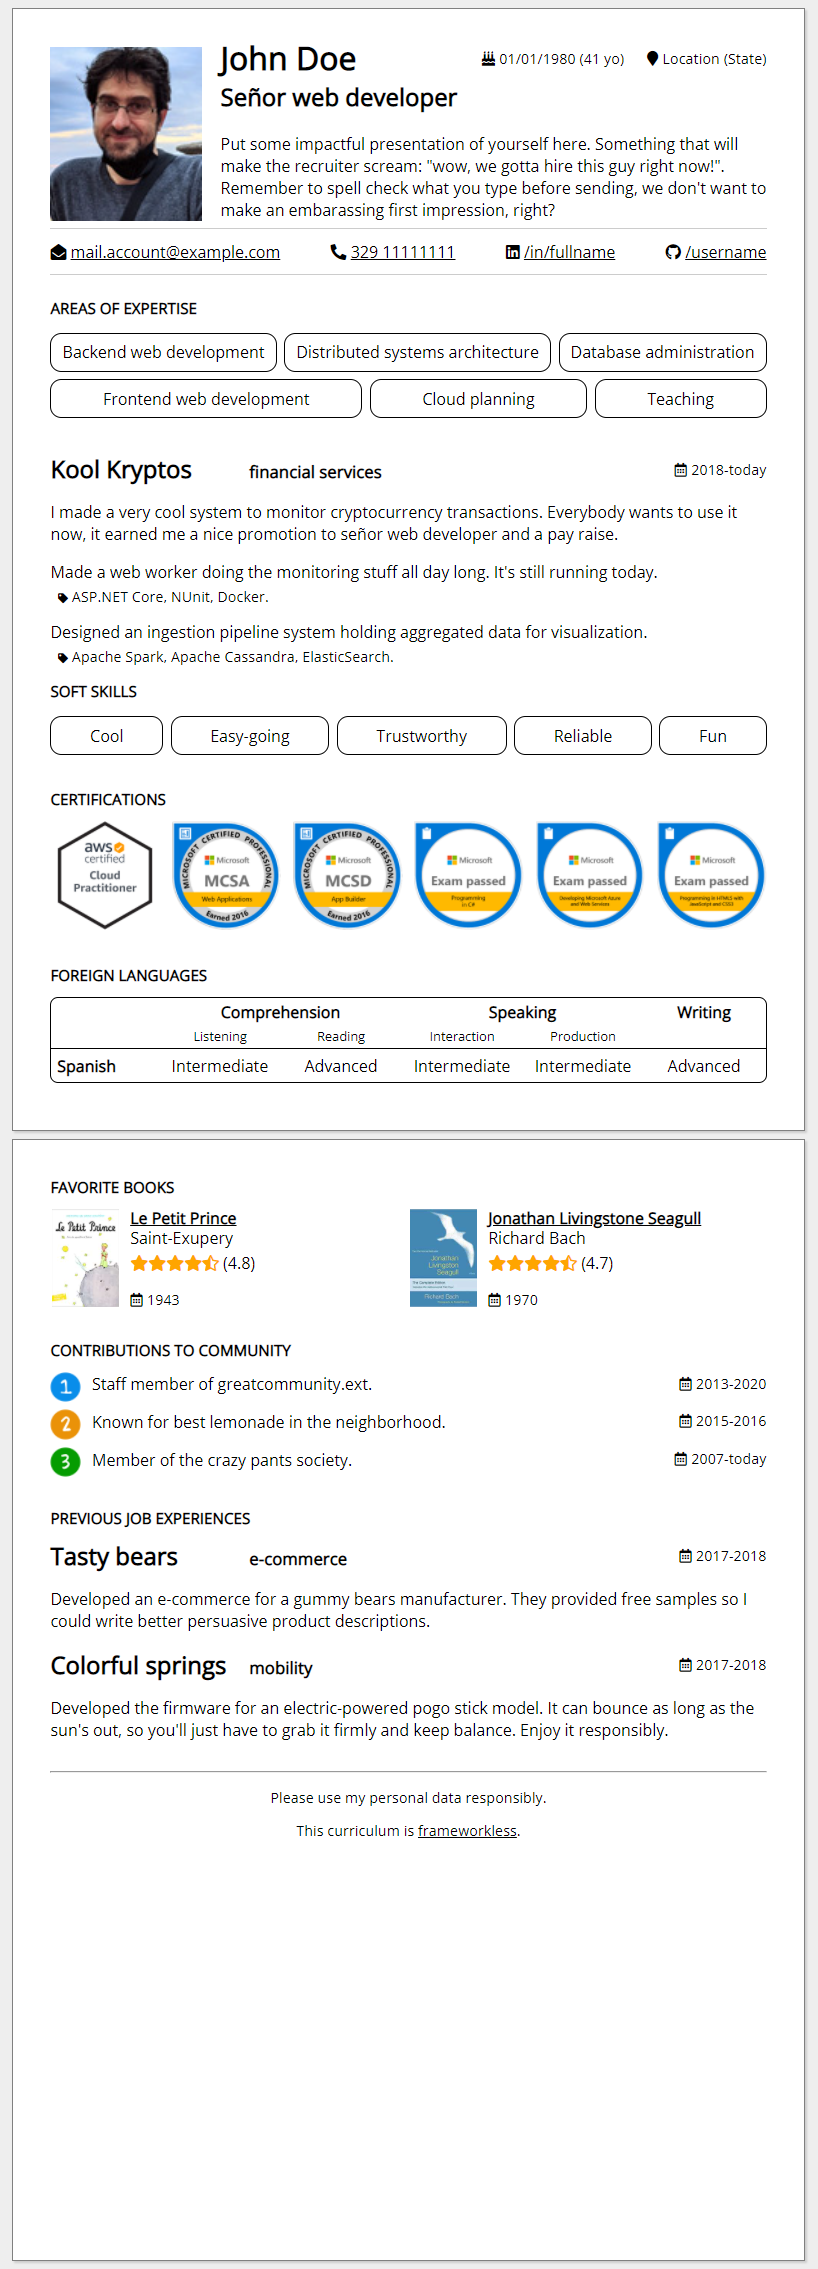 John Doe
01/01/1980 (41 yo)
Location (State)
Señor web developer
Put some impactful presentation of yourself here. Something that will
make the recruiter scream: "wow, we gotta hire this guy right now!".
Remember to spell check what you type before sending, we don't want to
make an embarassing first impression, right?
mail.account@example.com
329 11111111
/in/fullname
/username
AREAS OF EXPERTISE
Backend web development
Distributed systems architecture
Database administration
Frontend web development
Cloud planning
Teaching
Kool Kryptos
financial services
2018-today
I made a very cool system to monitor cryptocurrency transactions. Everybody wants to use it
now, it earned me a nice promotion to señor web developer and a pay raise.
Made a web worker doing the monitoring stuff all day long. It's still running today.
ASP.NET Core, NUnit, Docker.
Designed an ingestion pipeline system holding aggregated data for visualization.
Apache Spark, Apache Cassandra, ElasticSearch.
SOFT SKILLS
Cool
Easy-going
Trustworthy
Reliable
Fun
CERTIFICATIONS
aws
certified
Cloud
Practitioner
MICROSOFT CERTIFIED PROFESSIONAL
Microsoft
MCSA
Web Applications
Earned 2016
MICROSOFT CERTIFIED PROFESSIONAL
Microsoft
MCSD
App Builder
Earned 2016
Microsoft
Exam passed
Programming
in C#
Microsoft
Exam passed
Developing Microsoft Azure
and Web Services
Microsoft
Exam passed
Programming in HTML5 with
JavaScript and CSS3
FOREIGN LANGUAGES
Comprehension
Speaking
Writing
Listening
Reading
Interaction
Production
Spanish
Intermediate
Advanced
Intermediate
Intermediate
Advanced
FAVORITE BOOKS
Le Petit Prince
Le Petit Prince
Saint-Exupery
(4.8)
1943
Jonathan
Livingston
Seagull
Richard Bach
Jonathan Livingstone Seagull
Richard Bach
(4.7)
1970
CONTRIBUTIONS TO COMMUNITY
1
Staff member of greatcommunity.ext.
2013-2020
2
Known for best lemonade in the neighborhood.
2015-2016
3
Member of the crazy pants society.
2007-today
PREVIOUS JOB EXPERIENCES
Tasty bears
e-commerce
2017-2018
Developed an e-commerce for a gummy bears manufacturer. They provided free samples so I
could write better persuasive product descriptions.
Colorful springs
mobility
2017-2018
Developed the firmware for an electric-powered pogo stick model. It can bounce as long as the
sun's out, so you'll just have to grab it firmly and keep balance. Enjoy it responsibly.
Please use my personal data responsibly.
This curriculum is frameworkless.